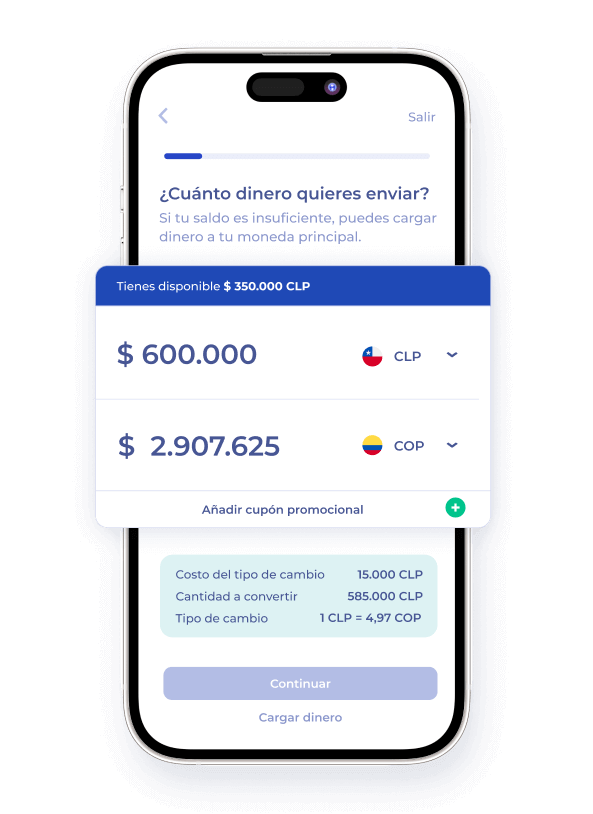 Salir
¿Cuánto dinero quieres enviar?
Si tu saldo es insuficiente, puedes cargar
dinero a tu moneda principal.
Tienes disponible $ 350.000 CLP
$ 600.000 CLP
$ 2.907.625 COP
Añadir cupón promocional
Costo del tipo de cambio 15.000 CLP
Cantidad a convertir 585.000 CLP
Tipo de cambio 1 CLP = 4,97 COP
Continuar
Cargar dinero